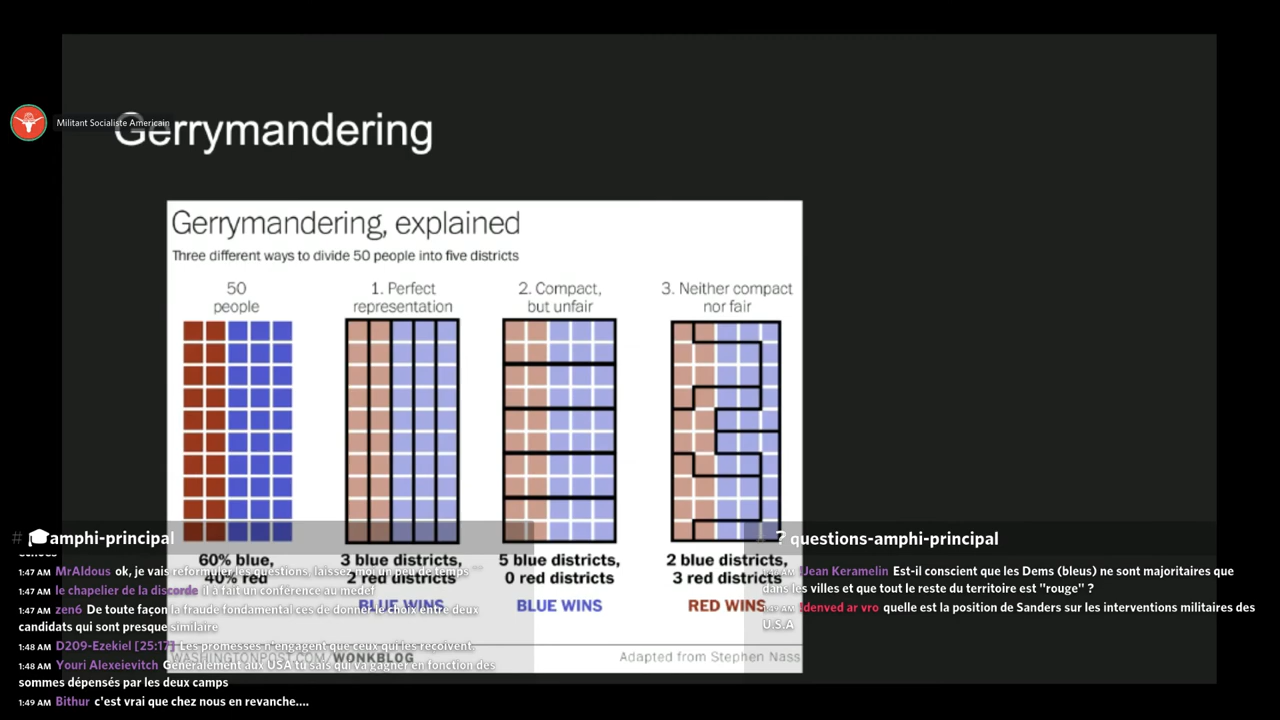 Militant Socialiste Americain
Gerrymandering
Gerrymandering, explained
Three different ways to divide 50 people into five districts
50
people
1. Perfect
representation
2. Compact,
but unfair
3. Neither compact
nor fair
60% blue,
40% red
3 blue districts,
2 red districts
BLUE WINS
5 blue districts,
0 red districts
BLUE WINS
2 blue districts,
3 red districts
RED WINS
WASHINGTONPOST.COM/WONKBLOG
Adapted from Stephen Nass
# 🎓amphi-principal
1:47 AM MrAldous ok, je vais reformuler les questions, laissez moi un peu de temps ^^
1:47 AM le chapelier de la discorde il a fait un conférence au medef
1:47 AM zen6 De toute façon la fraude fondamental ces de donner le choix entre deux
candidats qui sont presque similaire
1:48 AM D209-Ezekiel [25:17] Les promesses n'engagent que ceux qui les reçoivent.
1:48 AM Youri Alexeievitch Généralement aux USA tu sais qui va gagner en fonction des
sommes dépensés par les deux camps
1:49 AM Bithur c'est vrai que chez nous en revanche....
? questions-amphi-principal
!Jean Keramelin Est-il conscient que les Dems (bleus) ne sont majoritaires que
dans les villes et que tout le reste du territoire est "rouge" ?
1:49 AM !denved ar vro quelle est la position de Sanders sur les interventions militaires des
U.S.A